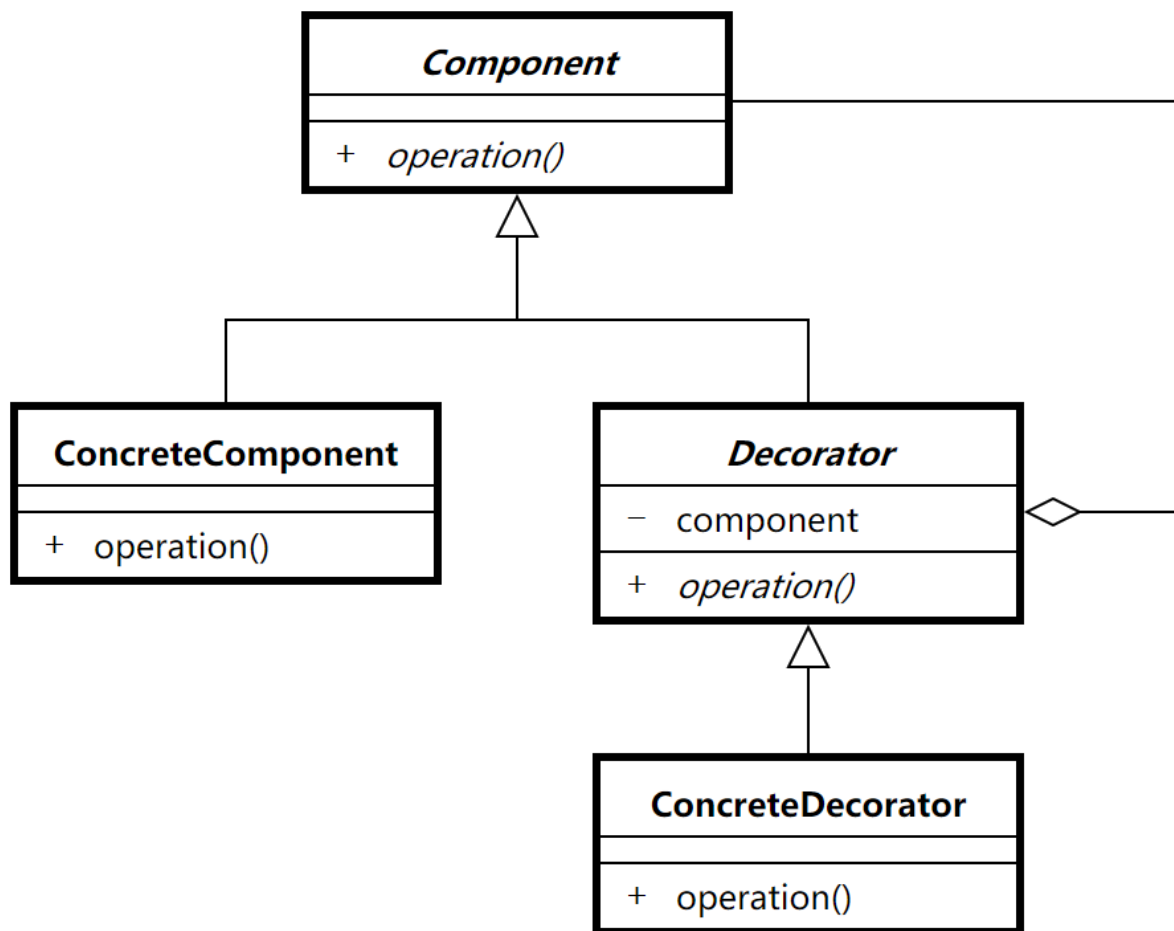 Component
+ operation()
ConcreteComponent
+ operation()
Decorator
− component
+ operation()
ConcreteDecorator
+ operation()